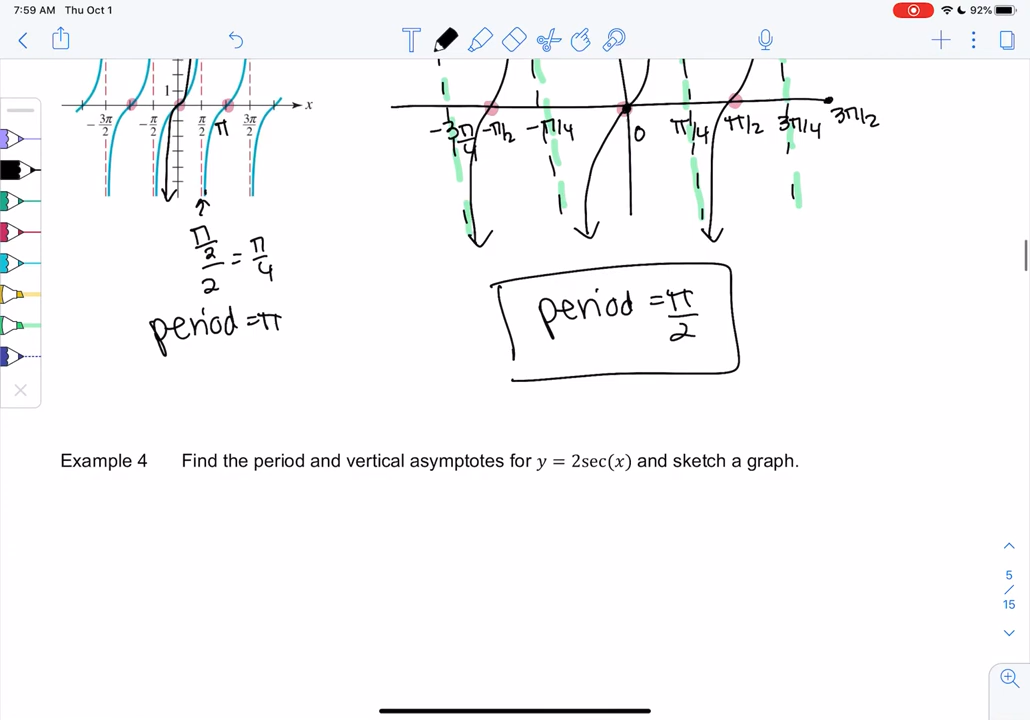 7:59 AM Thu Oct 1
92%
T
1
x
-3π/2
-π/2
π/2
π
3π/2
-3π/4
-π/2
-π/4
0
π/4
π/2
3π/4
3π/2
π/2/2 = π/4
period = π
period = π/2
Example 4 Find the period and vertical asymptotes for y = 2sec(x) and sketch a graph.
5
/
15